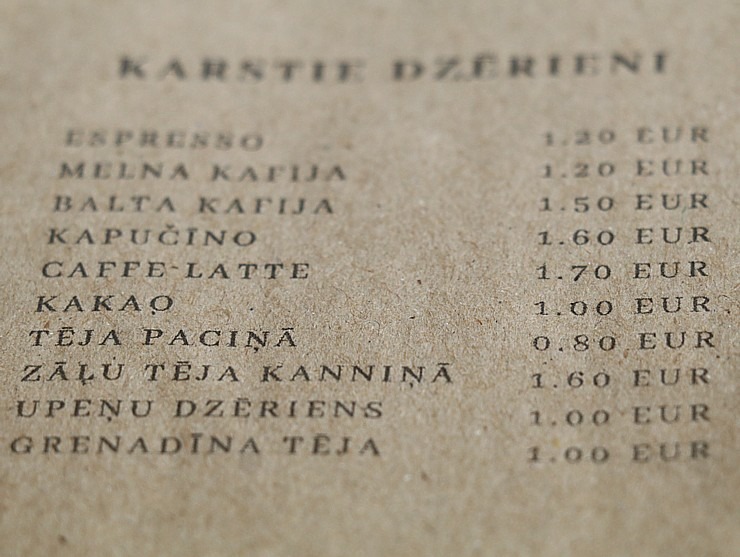 KARSTIE DZĒRIENI
ESPRESSO 1.20 EUR
MELNA KAFIJA 1.20 EUR
BALTA KAFIJA 1.50 EUR
KAPUČĪNO 1.60 EUR
CAFFE LATTE 1.70 EUR
KAKAO 1.00 EUR
TĒJA PACIŅĀ 0.80 EUR
ZĀĻU TĒJA KANNIŅĀ 1.60 EUR
UPEŅU DZĒRIENS 1.00 EUR
GRENADĪNA TĒJA 1.00 EUR